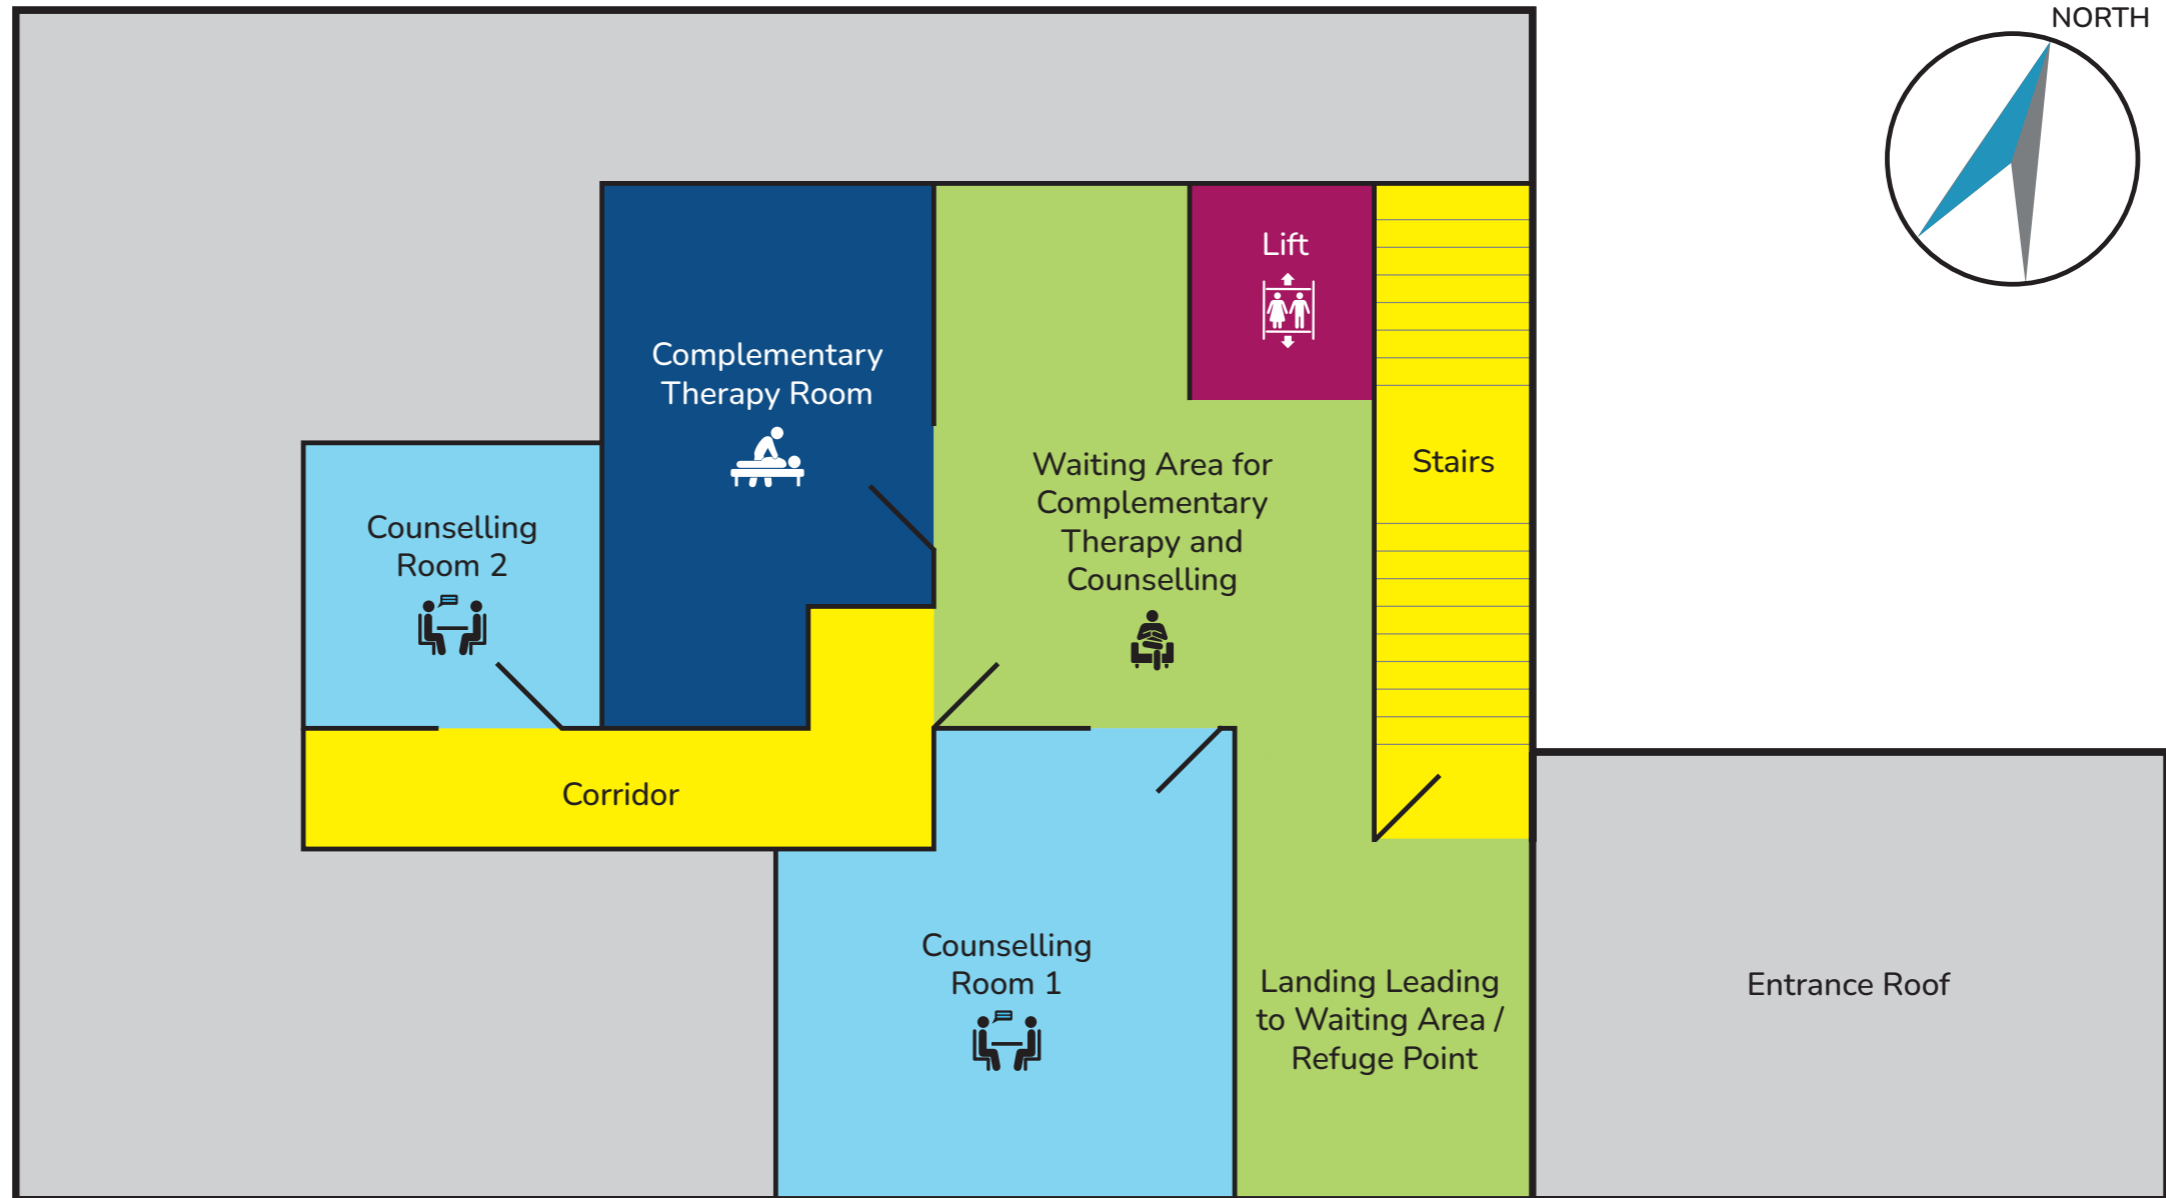 NORTH
Lift
Complementary
Therapy Room
Waiting Area for
Complementary
Therapy and
Counselling
Stairs
Counselling
Room 2
Corridor
Counselling
Room 1
Landing Leading
to Waiting Area /
Refuge Point
Entrance Roof